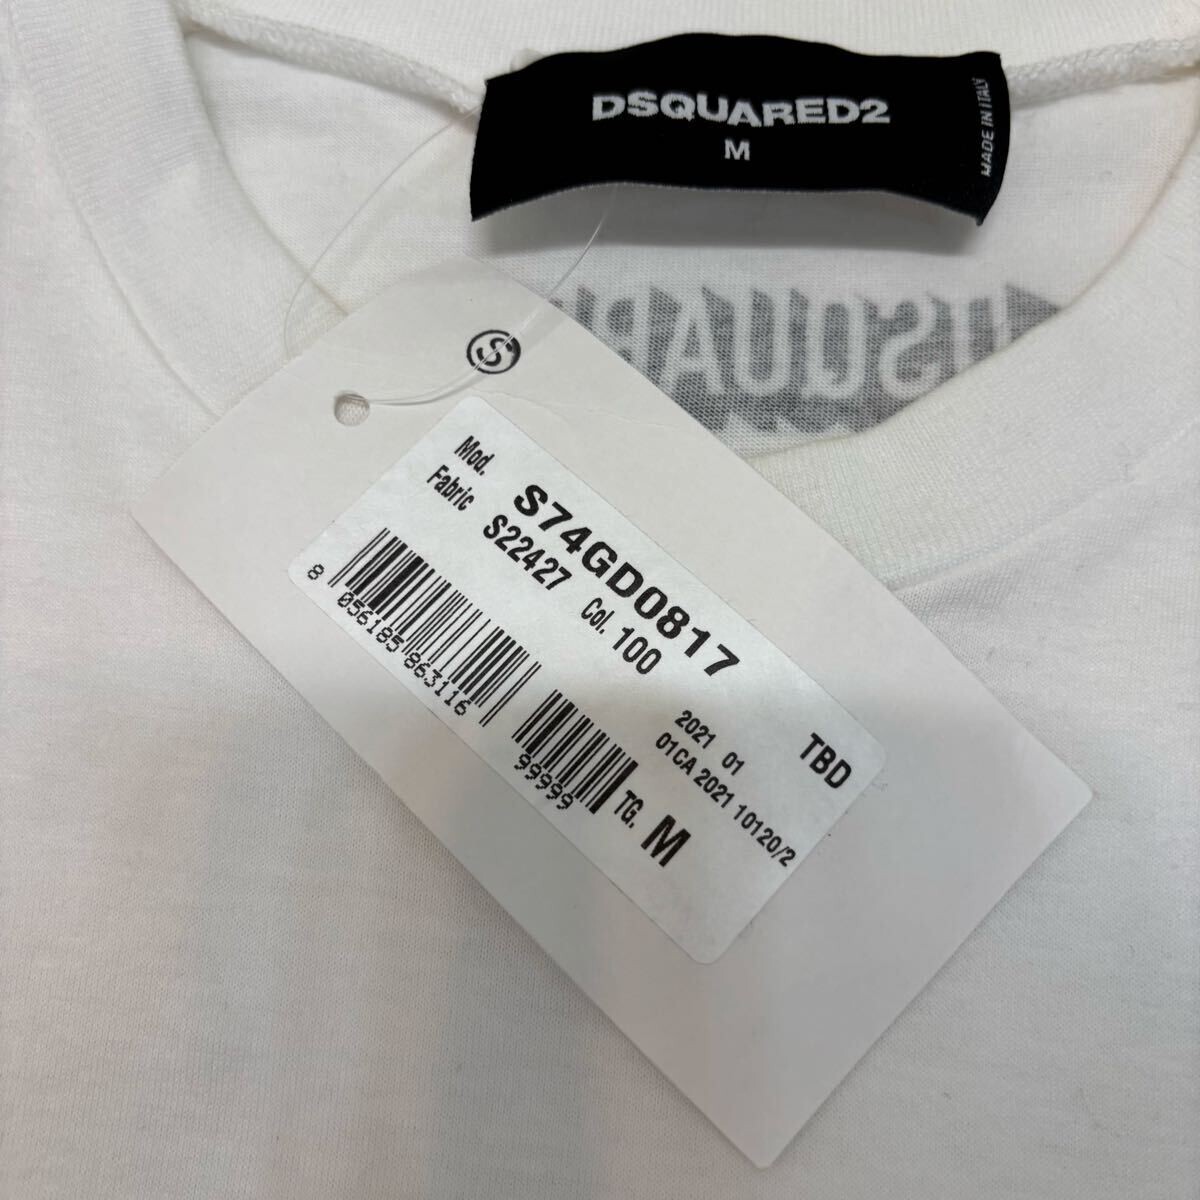 DSQUARED2
M
MADE IN ITALY
S
Mod. S74GD0817
Fabric S22427 Col. 100
8 056185 863116
99999
TG. M
2021 01
01CA 2021 10120/2
TBD